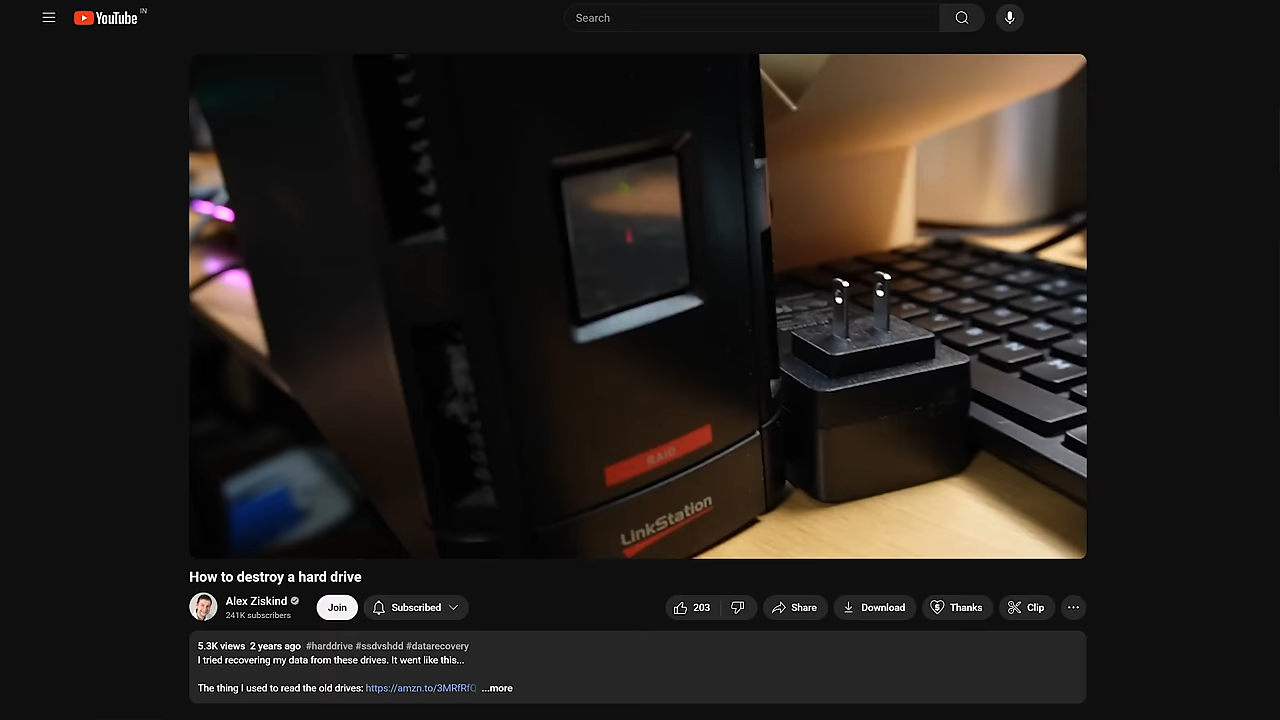 YouTube IN
Search
RAID
LinkStation
How to destroy a hard drive
Alex Ziskind
241K subscribers
Join
Subscribed
203
Share
Download
Thanks
Clip
5.3K views 2 years ago #harddrive #ssdvshdd #datarecovery
I tried recovering my data from these drives. It went like this...
The thing I used to read the old drives: https://amzn.to/3MRfRfQ ...more